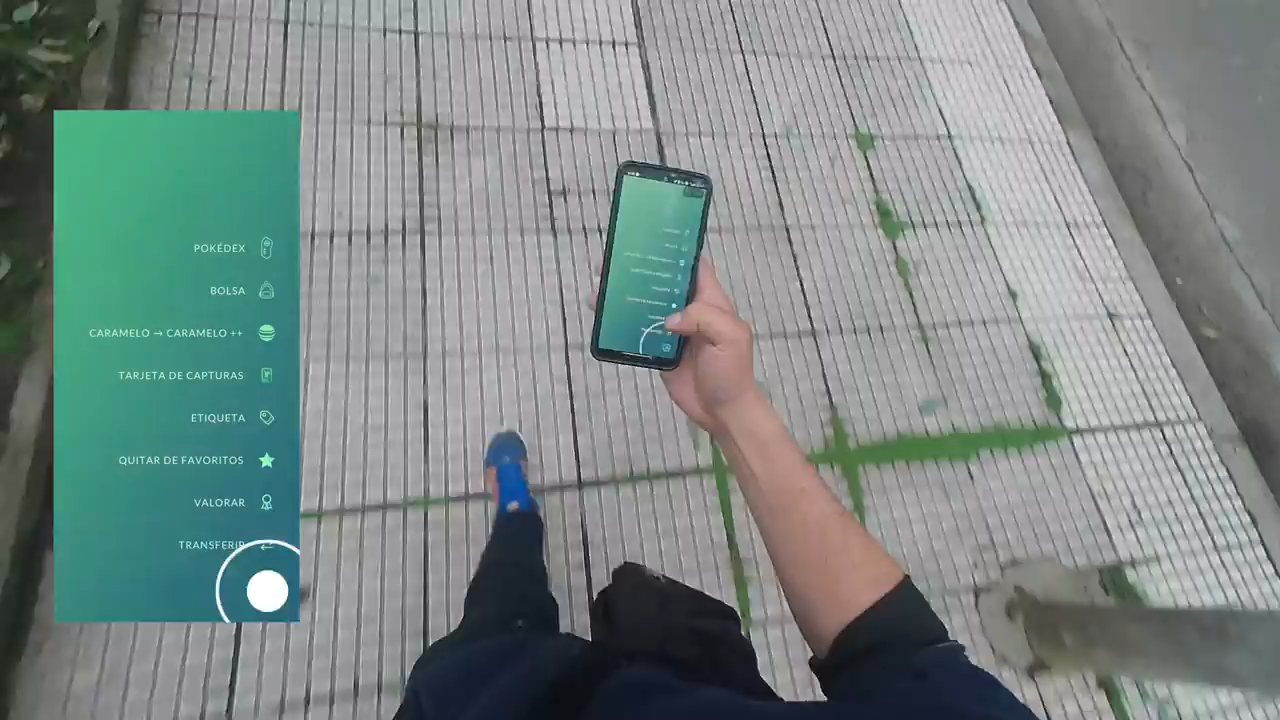 POKÉDEX
BOLSA
CARAMELO → CARAMELO ++
TARJETA DE CAPTURAS
ETIQUETA
QUITAR DE FAVORITOS
VALORAR
TRANSFERIR